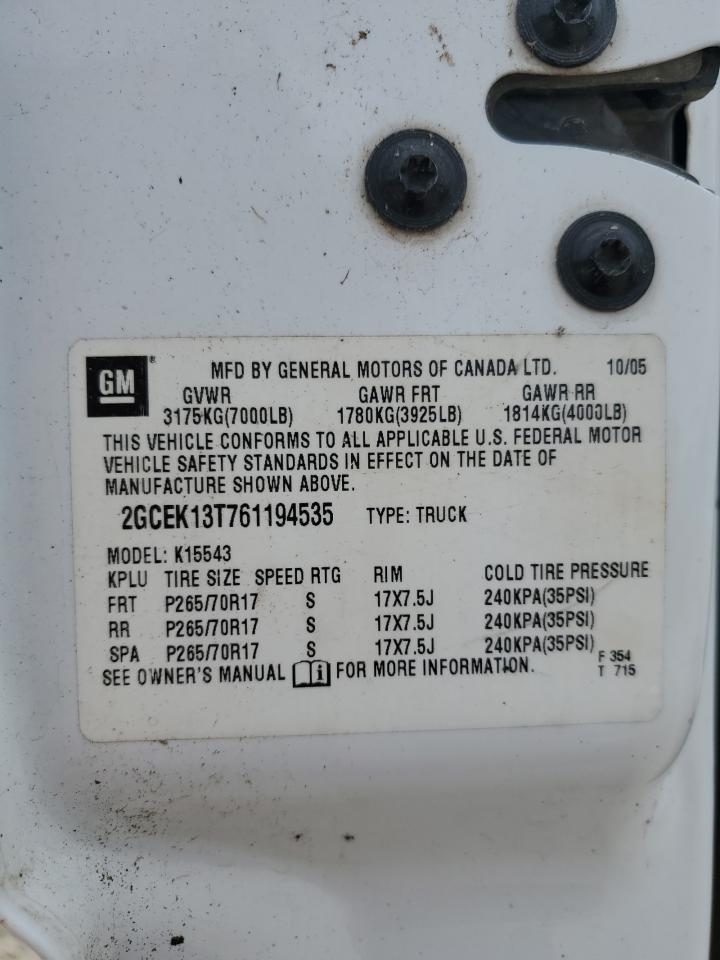 GM ® MFD BY GENERAL MOTORS OF CANADA LTD. 10/05
GVWR GAWR FRT GAWR RR
3175KG(7000LB) 1780KG(3925LB) 1814KG(4000LB)
THIS VEHICLE CONFORMS TO ALL APPLICABLE U.S. FEDERAL MOTOR
VEHICLE SAFETY STANDARDS IN EFFECT ON THE DATE OF
MANUFACTURE SHOWN ABOVE.
2GCEK13T761194535 TYPE: TRUCK
MODEL: K15543
KPLU TIRE SIZE SPEED RTG RIM COLD TIRE PRESSURE
FRT P265/70R17 S 17X7.5J 240KPA(35PSI)
RR P265/70R17 S 17X7.5J 240KPA(35PSI)
SPA P265/70R17 S 17X7.5J 240KPA(35PSI)
SEE OWNER'S MANUAL i FOR MORE INFORMATION. F 354
T 715